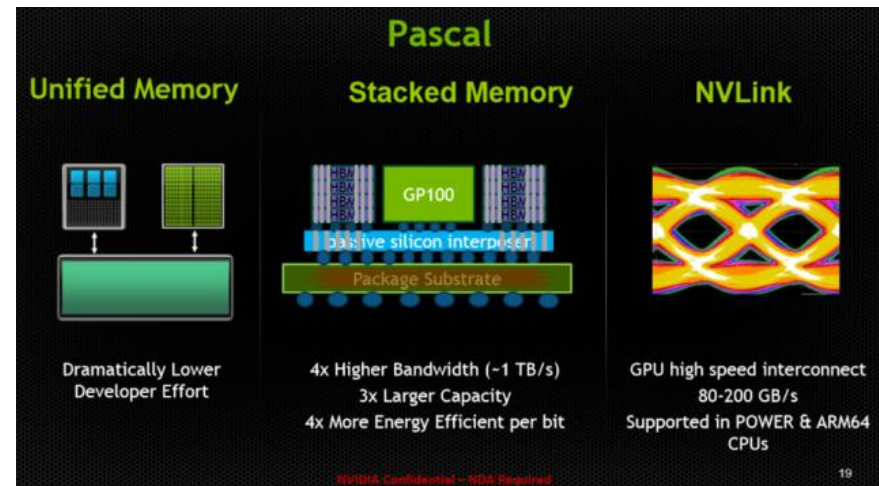 Pascal
Unified Memory
Stacked Memory
NVLink
HBM
HBM
HBM
HBM
GP100
HBM
HBM
HBM
HBM
passive silicon interposer
Package Substrate
Dramatically Lower
Developer Effort
4x Higher Bandwidth (~1 TB/s)
3x Larger Capacity
4x More Energy Efficient per bit
GPU high speed interconnect
80-200 GB/s
Supported in POWER & ARM64
CPUs
NVIDIA Confidential – NDA Required
19